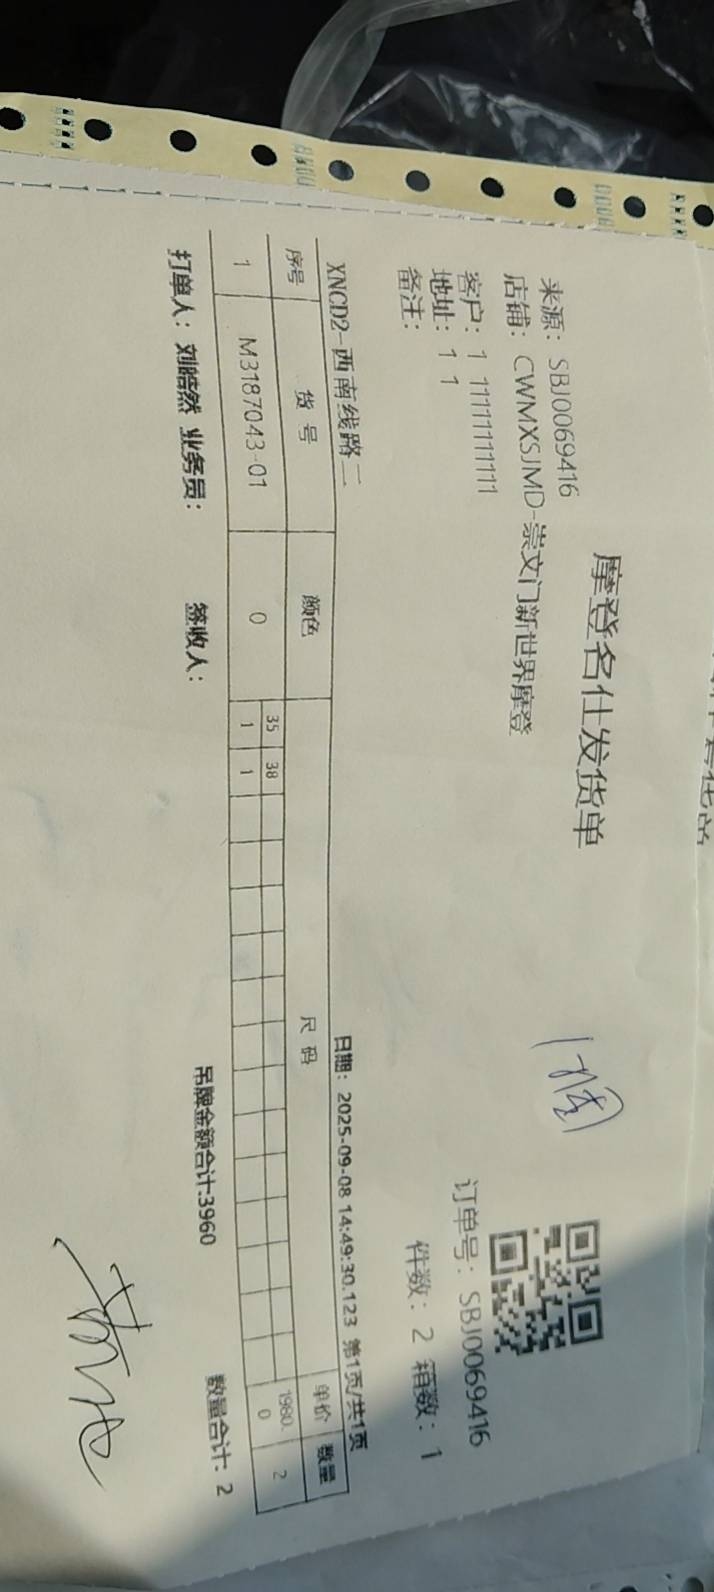 摩登名仕发货单
来源：SBJ0069416
店铺：CWMXSJMD-崇文门新世界摩登
客户：1 11111111111
地址：1 1
备注：
订单号：SBJ0069416
件数：2 箱数：1
XNCD2-西南线路二 日期：2025-09-08 14:49:30.123 第1页/共1页
序号 货号 颜色 尺码 单价 数量
35 38
1 M3187043-01 0 1 1 1980.0 2
吊牌金额合计:3960 数量合计：2
打单人：刘皓然 业务员： 签收人：